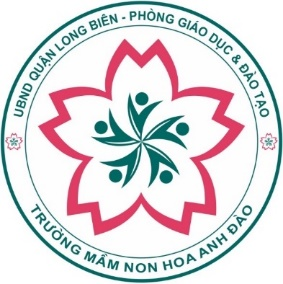 UBND QUẬN LONG BIÊN - PHÒNG GIÁO DỤC & ĐÀO TẠO
TRƯỜNG MẦM NON HOA ANH ĐÀO